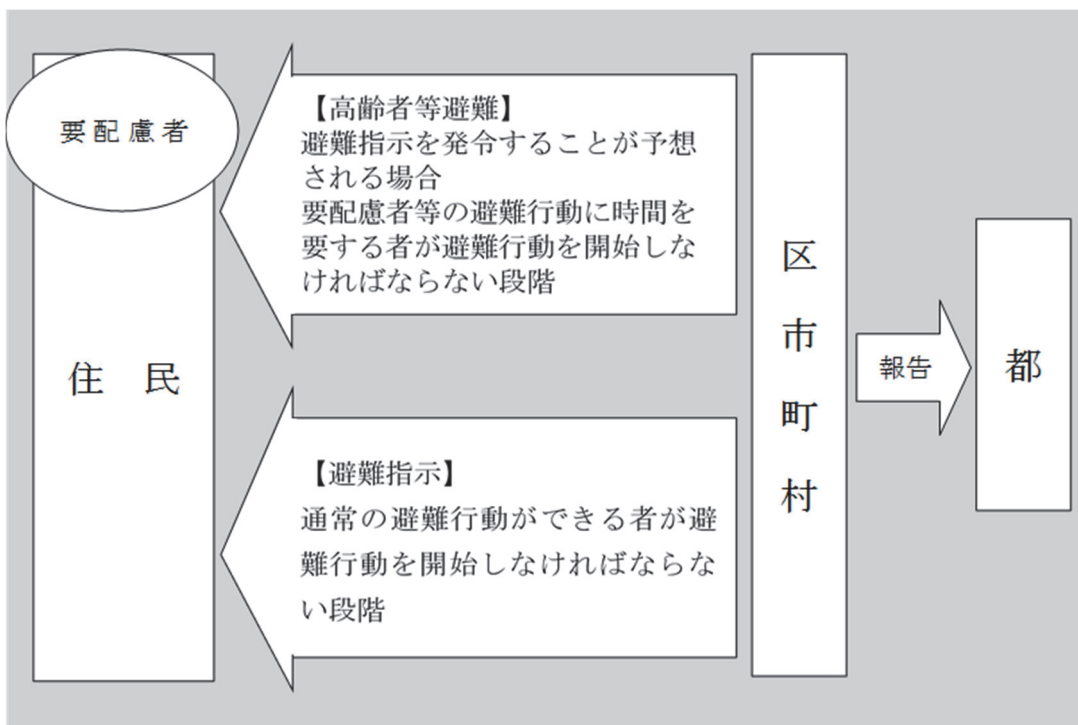 要配慮者
住 民
【高齢者等避難】
避難指示を発令することが予想
される場合
要配慮者等の避難行動に時間を
要する者が避難行動を開始しな
ければならない段階
【避難指示】
通常の避難行動ができる者が避
難行動を開始しなければならな
い段階
区市町村
報告
都